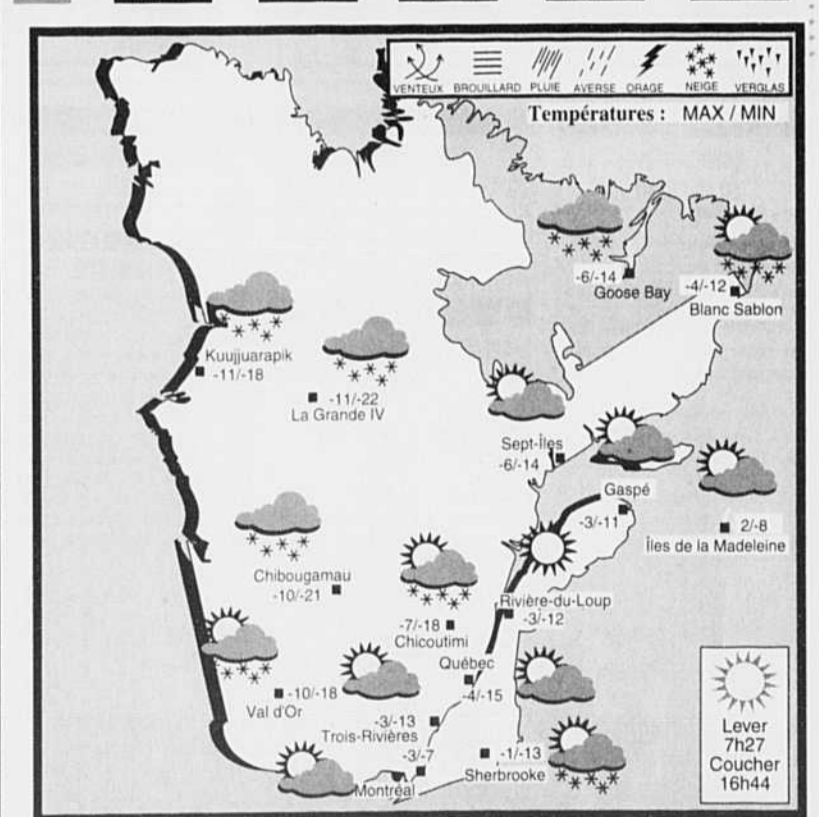 VENTEUX BROUILLARD PLUIE AVERSE ORAGE NEIGE VERGLAS
Températures : MAX / MIN
-6/-14
Goose Bay
-4/-12
Blanc Sablon
Kuujjuarapik
-11/-18
-11/-22
La Grande IV
Sept-Îles
-6/-14
Gaspé
-3/-11
2/-8
Îles de la Madeleine
Chibougamau
-10/-21
Rivière-du-Loup
-3/-12
-7/-18
Chicoutimi
Québec
-4/-15
-10/-18
Val d'Or
-3/-13
Trois-Rivières
-3/-7
Montréal
-1/-13
Sherbrooke
Lever
7h27
Coucher
16h44